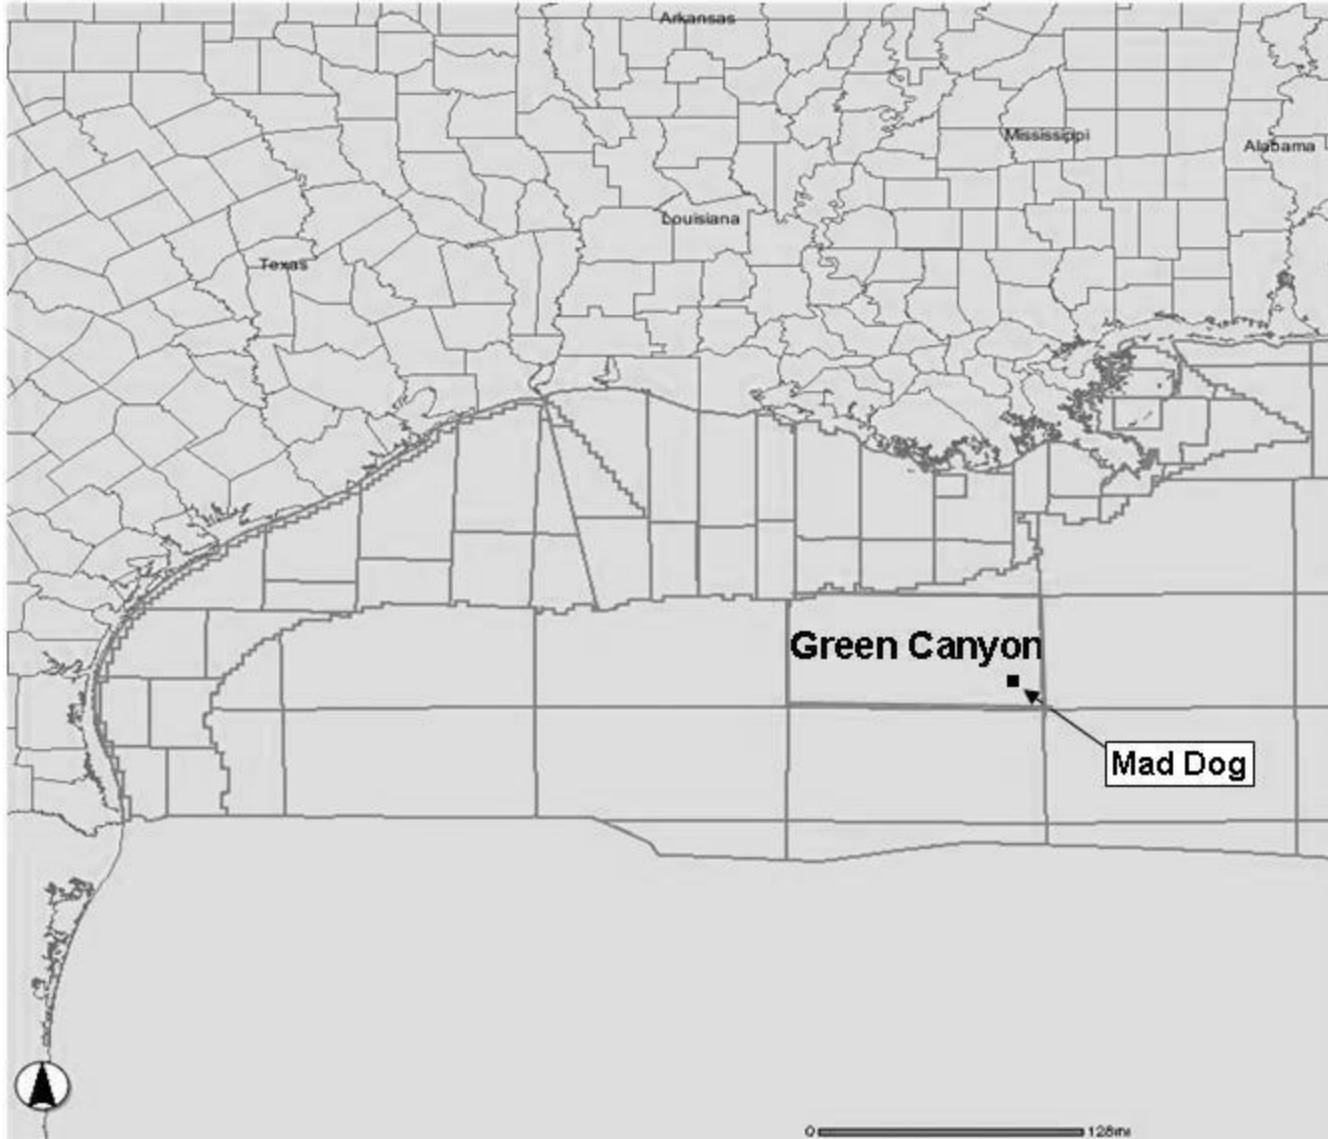 Arkansas
Mississippi
Alabama
Louisiana
Texas
Green Canyon
Mad Dog
0 128mi